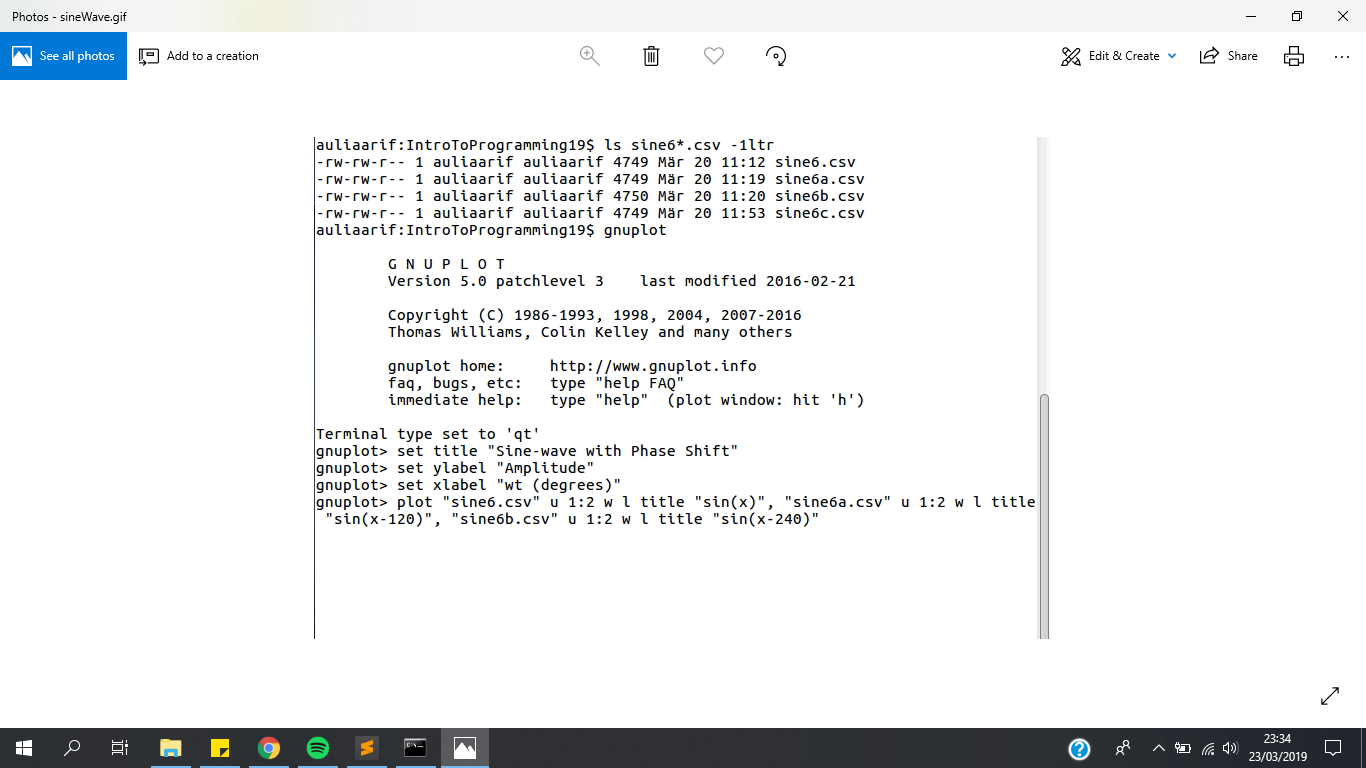 Photos - sineWave.gif
See all photos
Add to a creation
Edit & Create
Share
auliaarif:IntroToProgramming19$ ls sine6*.csv -1ltr
-rw-rw-r-- 1 auliaarif auliaarif 4749 Mär 20 11:12 sine6.csv
-rw-rw-r-- 1 auliaarif auliaarif 4749 Mär 20 11:19 sine6a.csv
-rw-rw-r-- 1 auliaarif auliaarif 4750 Mär 20 11:20 sine6b.csv
-rw-rw-r-- 1 auliaarif auliaarif 4749 Mär 20 11:53 sine6c.csv
auliaarif:IntroToProgramming19$ gnuplot
G N U P L O T
Version 5.0 patchlevel 3    last modified 2016-02-21
Copyright (C) 1986-1993, 1998, 2004, 2007-2016
Thomas Williams, Colin Kelley and many others
gnuplot home:     http://www.gnuplot.info
faq, bugs, etc:   type "help FAQ"
immediate help:   type "help"  (plot window: hit 'h')
Terminal type set to 'qt'
gnuplot> set title "Sine-wave with Phase Shift"
gnuplot> set ylabel "Amplitude"
gnuplot> set xlabel "wt (degrees)"
gnuplot> plot "sine6.csv" u 1:2 w l title "sin(x)", "sine6a.csv" u 1:2 w l title
"sin(x-120)", "sine6b.csv" u 1:2 w l title "sin(x-240)"
23:34
23/03/2019